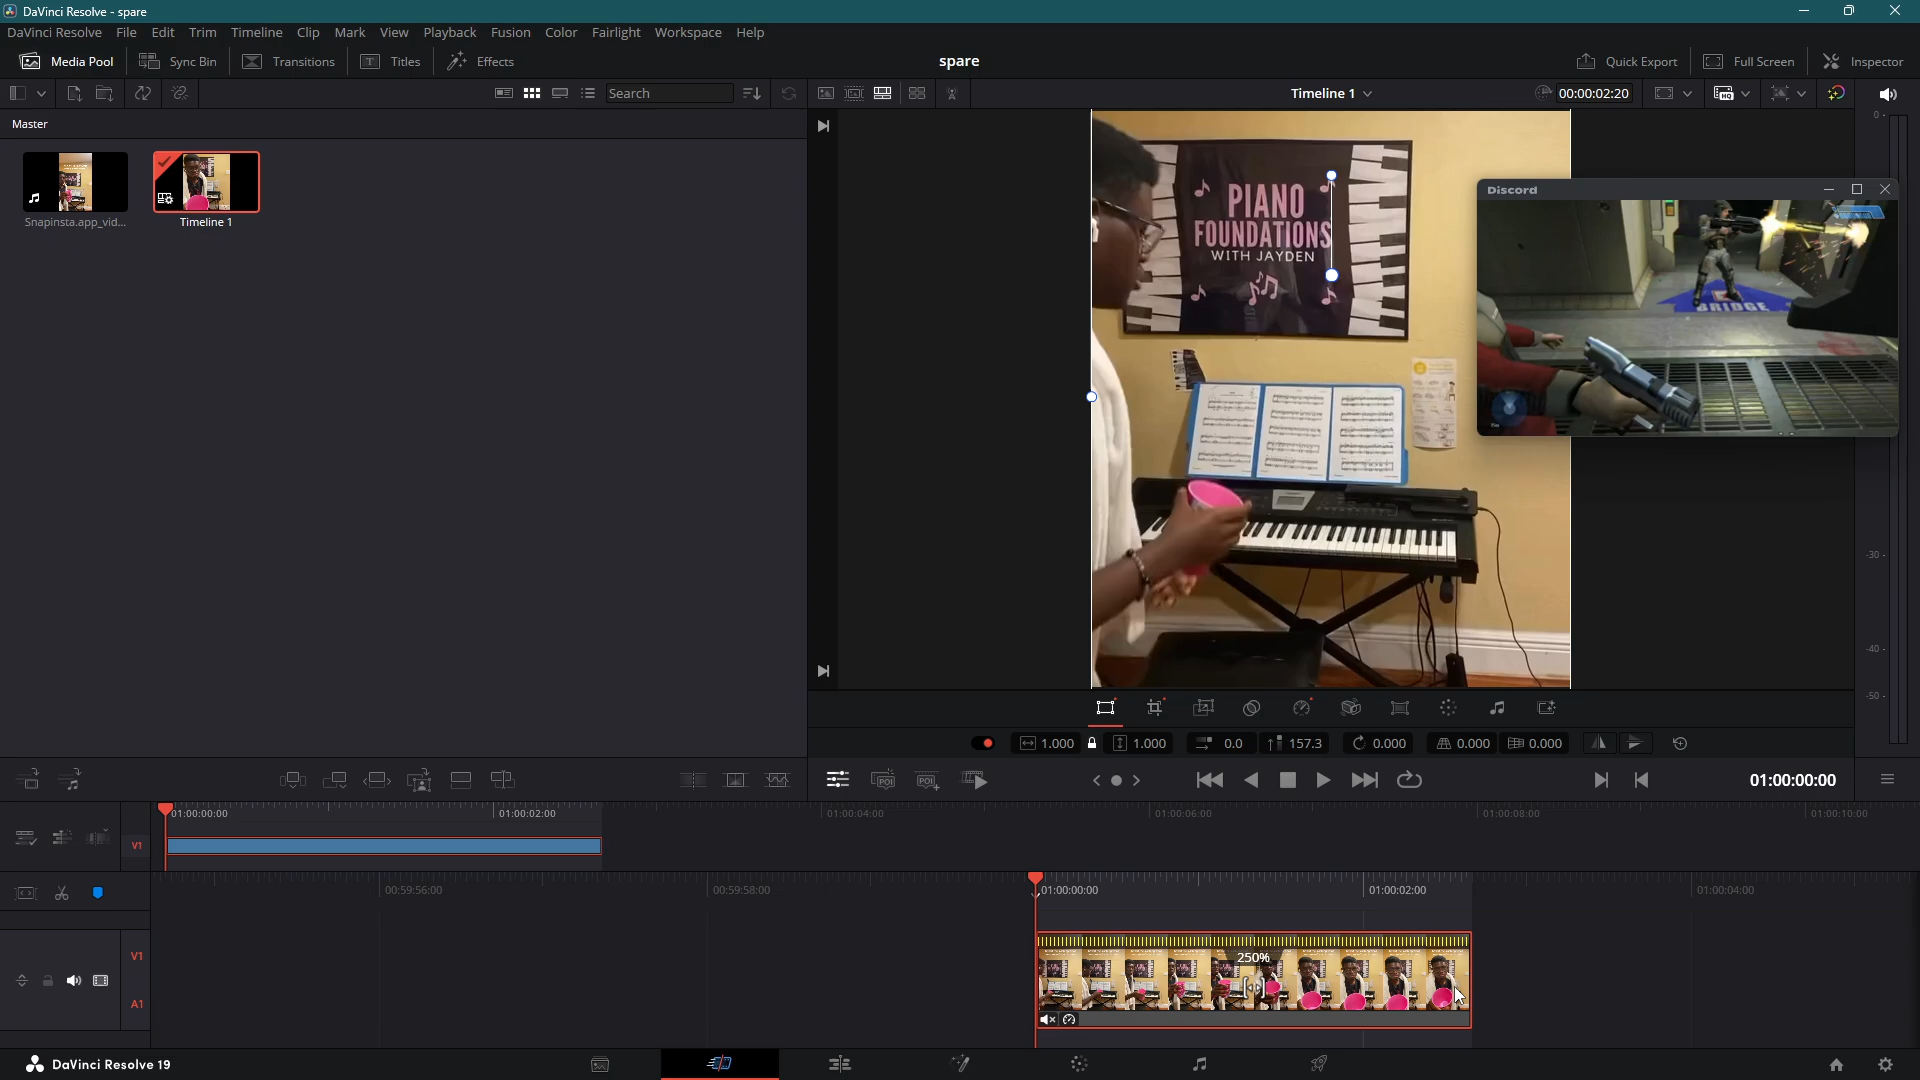 DaVinci Resolve - spare
DaVinci Resolve File Edit Trim Timeline Clip Mark View Playback Fusion Color Fairlight Workspace Help
Media Pool Sync Bin Transitions Titles Effects spare Quick Export Full Screen Inspector
Search Timeline 1 00:00:02:20
Master
Snapinsta.app_vid... Timeline 1
PIANO
FOUNDATIONS
WITH JAYDEN
Discord
BRIDGE
0
-30
-40
-50
1.000 1.000 0.0 157.3 0.000 0.000 0.000
01:00:00:00
01:00:00:00 01:00:02:00 01:00:04:00 01:00:06:00 01:00:08:00 01:00:10:00
V1
00:59:56:00 00:59:58:00 01:00:00:00 01:00:02:00 01:00:04:00
V1
250%
A1
DaVinci Resolve 19